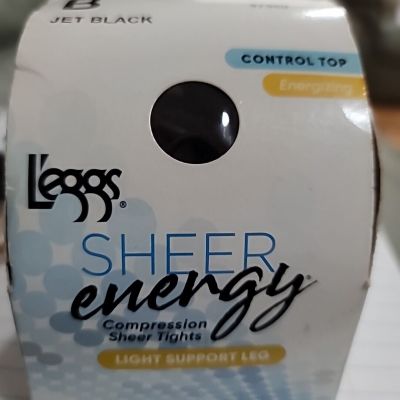 B
JET BLACK
CONTROL TOP
Energizing
L'eggs®
SHEER
energy®
Compression
Sheer Tights
LIGHT SUPPORT LEG